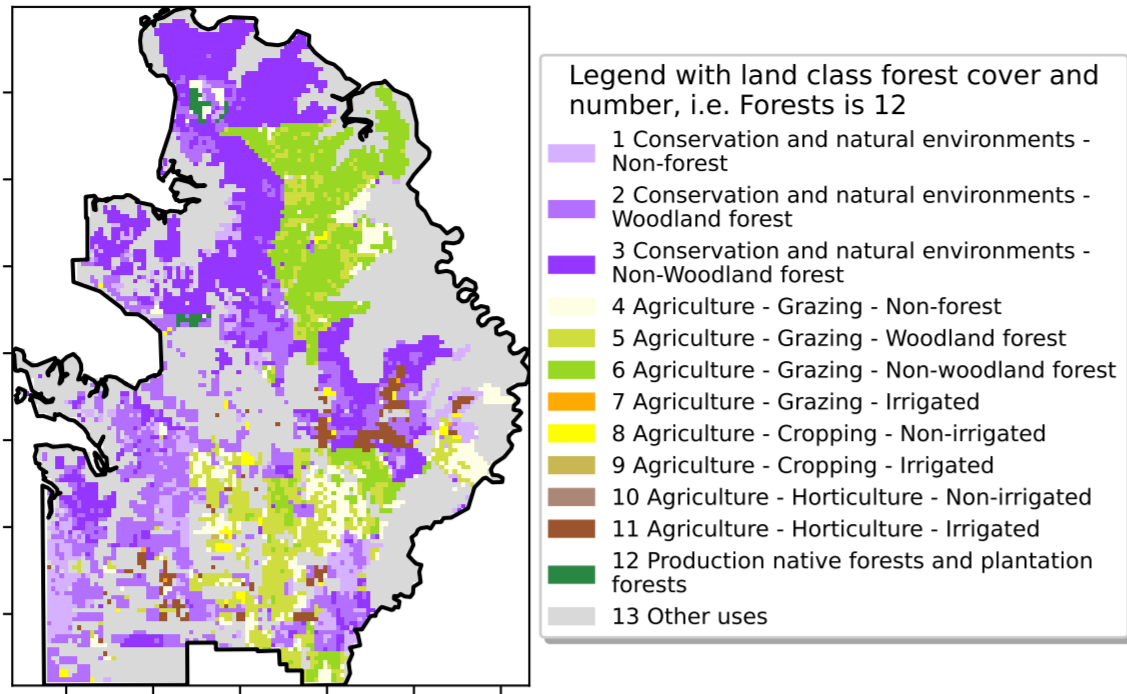 Legend with land class forest cover and
number, i.e. Forests is 12
1 Conservation and natural environments -
Non-forest
2 Conservation and natural environments -
Woodland forest
3 Conservation and natural environments -
Non-Woodland forest
4 Agriculture - Grazing - Non-forest
5 Agriculture - Grazing - Woodland forest
6 Agriculture - Grazing - Non-woodland forest
7 Agriculture - Grazing - Irrigated
8 Agriculture - Cropping - Non-irrigated
9 Agriculture - Cropping - Irrigated
10 Agriculture - Horticulture - Non-irrigated
11 Agriculture - Horticulture - Irrigated
12 Production native forests and plantation
forests
13 Other uses